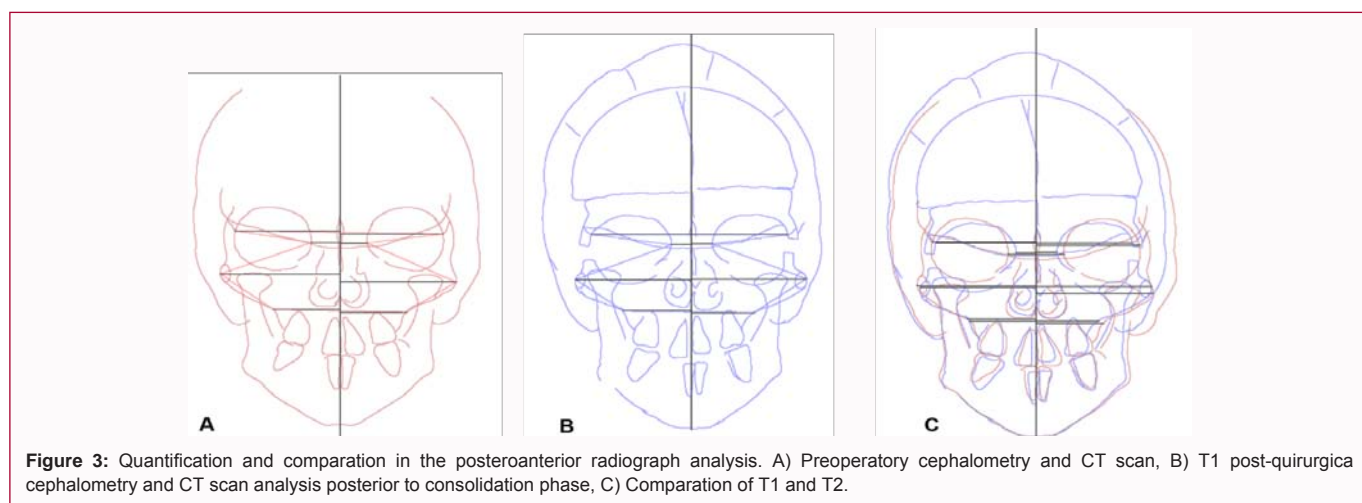 A
B
C
Figure 3: Quantification and comparation in the posteroanterior radiograph analysis. A) Preoperatory cephalometry and CT scan, B) T1 post-quirurgica
cephalometry and CT scan analysis posterior to consolidation phase, C) Comparation of T1 and T2.